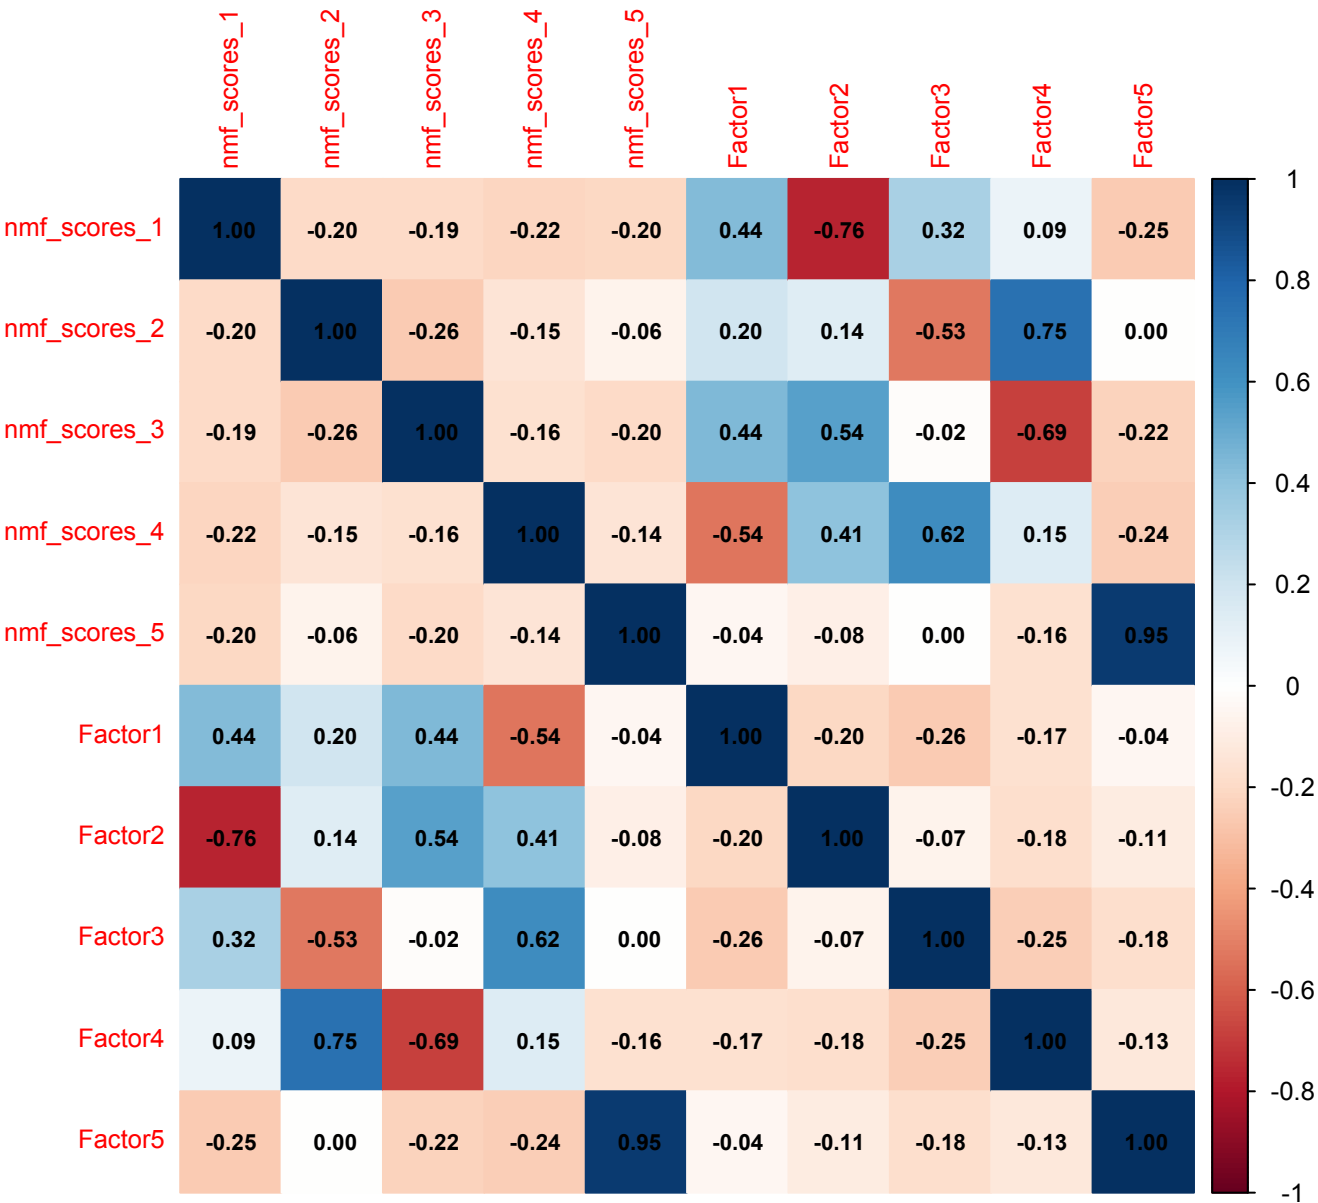 nmf_scores_1 nmf_scores_2 nmf_scores_3 nmf_scores_4 nmf_scores_5 Factor1 Factor2 Factor3 Factor4 Factor5
nmf_scores_1 1.00 -0.20 -0.19 -0.22 -0.20 0.44 -0.76 0.32 0.09 -0.25
nmf_scores_2 -0.20 1.00 -0.26 -0.15 -0.06 0.20 0.14 -0.53 0.75 0.00
nmf_scores_3 -0.19 -0.26 1.00 -0.16 -0.20 0.44 0.54 -0.02 -0.69 -0.22
nmf_scores_4 -0.22 -0.15 -0.16 1.00 -0.14 -0.54 0.41 0.62 0.15 -0.24
nmf_scores_5 -0.20 -0.06 -0.20 -0.14 1.00 -0.04 -0.08 0.00 -0.16 0.95
Factor1 0.44 0.20 0.44 -0.54 -0.04 1.00 -0.20 -0.26 -0.17 -0.04
Factor2 -0.76 0.14 0.54 0.41 -0.08 -0.20 1.00 -0.07 -0.18 -0.11
Factor3 0.32 -0.53 -0.02 0.62 0.00 -0.26 -0.07 1.00 -0.25 -0.18
Factor4 0.09 0.75 -0.69 0.15 -0.16 -0.17 -0.18 -0.25 1.00 -0.13
Factor5 -0.25 0.00 -0.22 -0.24 0.95 -0.04 -0.11 -0.18 -0.13 1.00
1
0.8
0.6
0.4
0.2
0
-0.2
-0.4
-0.6
-0.8
-1